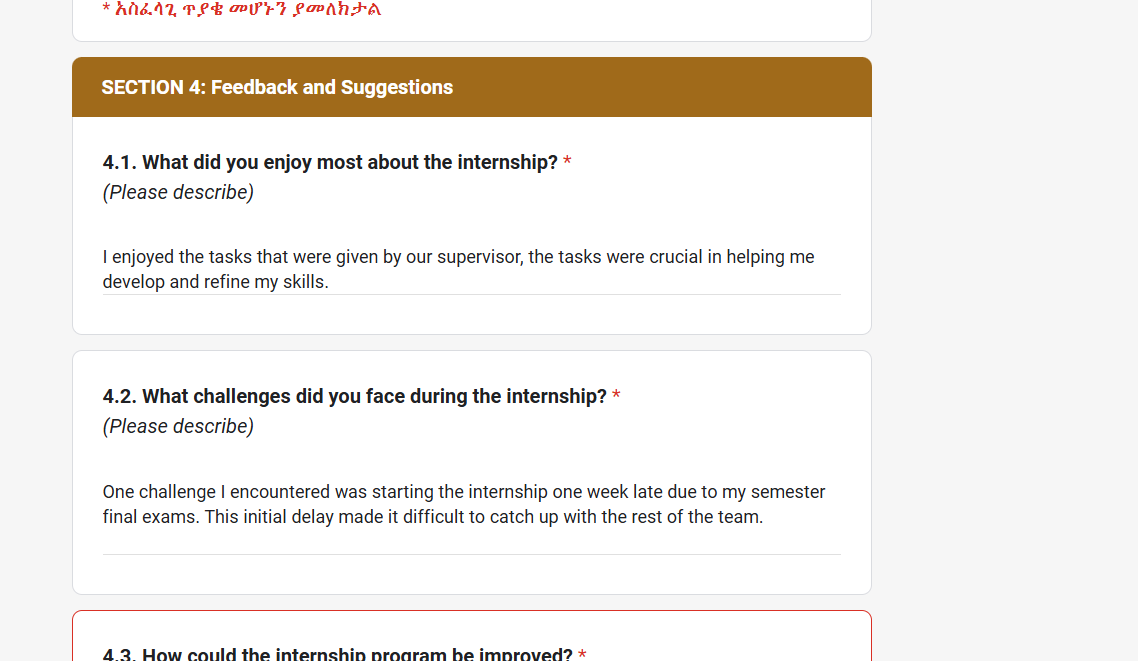 * አስፈላጊ ጥያቄ መሆኑን ያመለክታል
SECTION 4: Feedback and Suggestions
4.1. What did you enjoy most about the internship? *
(Please describe)
I enjoyed the tasks that were given by our supervisor, the tasks were crucial in helping me
develop and refine my skills.
4.2. What challenges did you face during the internship? *
(Please describe)
One challenge I encountered was starting the internship one week late due to my semester
final exams. This initial delay made it difficult to catch up with the rest of the team.
4.3. How could the internship program be improved? *